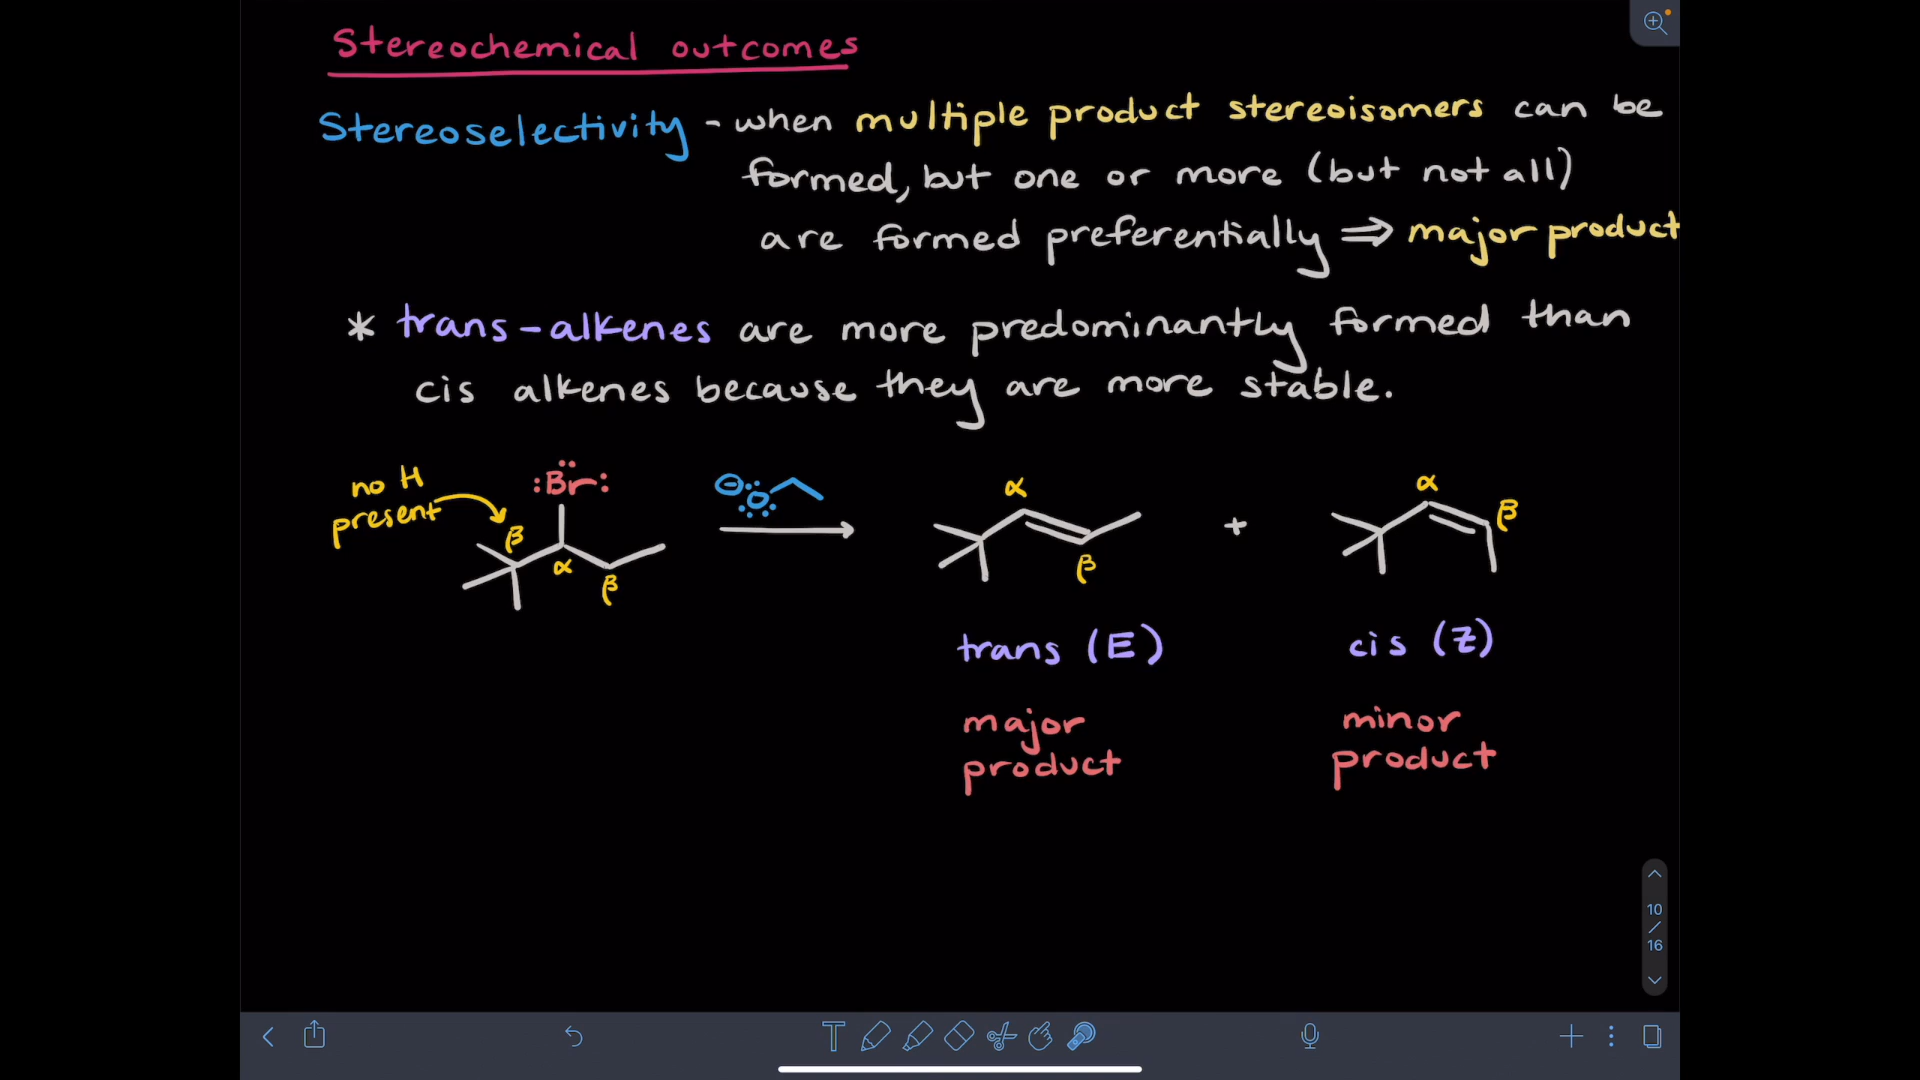 Stereochemical outcomes
Stereoselectivity - when multiple product stereoisomers can be
formed, but one or more (but not all)
are formed preferentially ⇒ major product
* trans-alkenes are more predominantly formed than
cis alkenes because they are more stable.
no H
present
:Br:
β
α
β
⊖
O
α
β
+
α
β
trans (E)
cis (Z)
major
product
minor
product
10
/
16
T